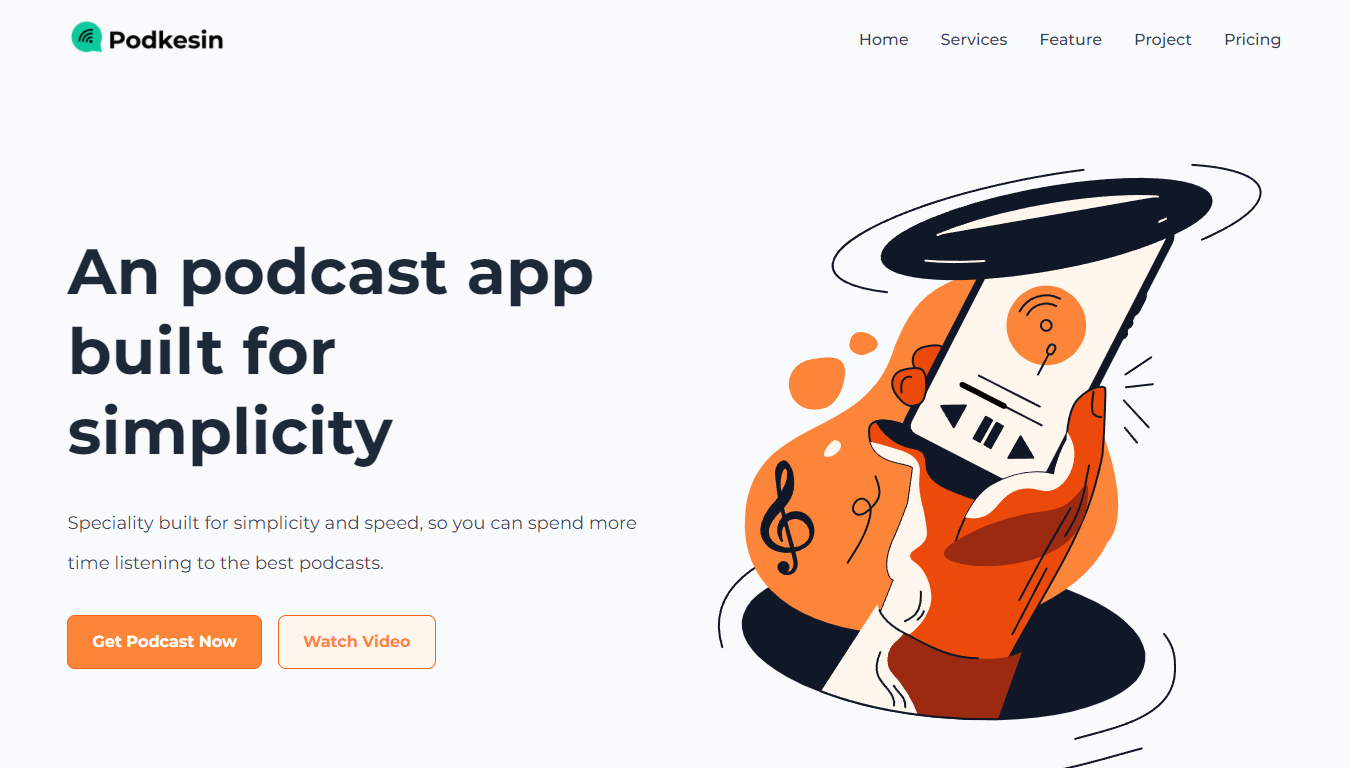 Podkesin
Home Services Feature Project Pricing
An podcast app
built for
simplicity
Speciality built for simplicity and speed, so you can spend more
time listening to the best podcasts.
Get Podcast Now
Watch Video